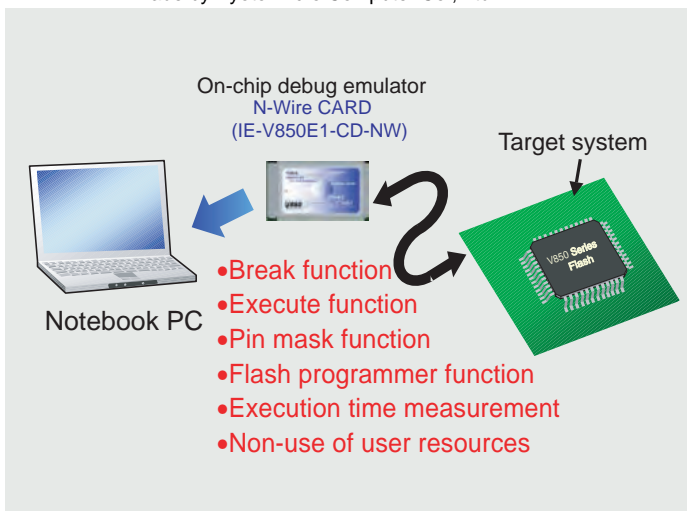 On-chip debug emulator
N-Wire CARD
(IE-V850E1-CD-NW)
Target system
V850 Series
Flash
Notebook PC
•Break function
•Execute function
•Pin mask function
•Flash programmer function
•Execution time measurement
•Non-use of user resources